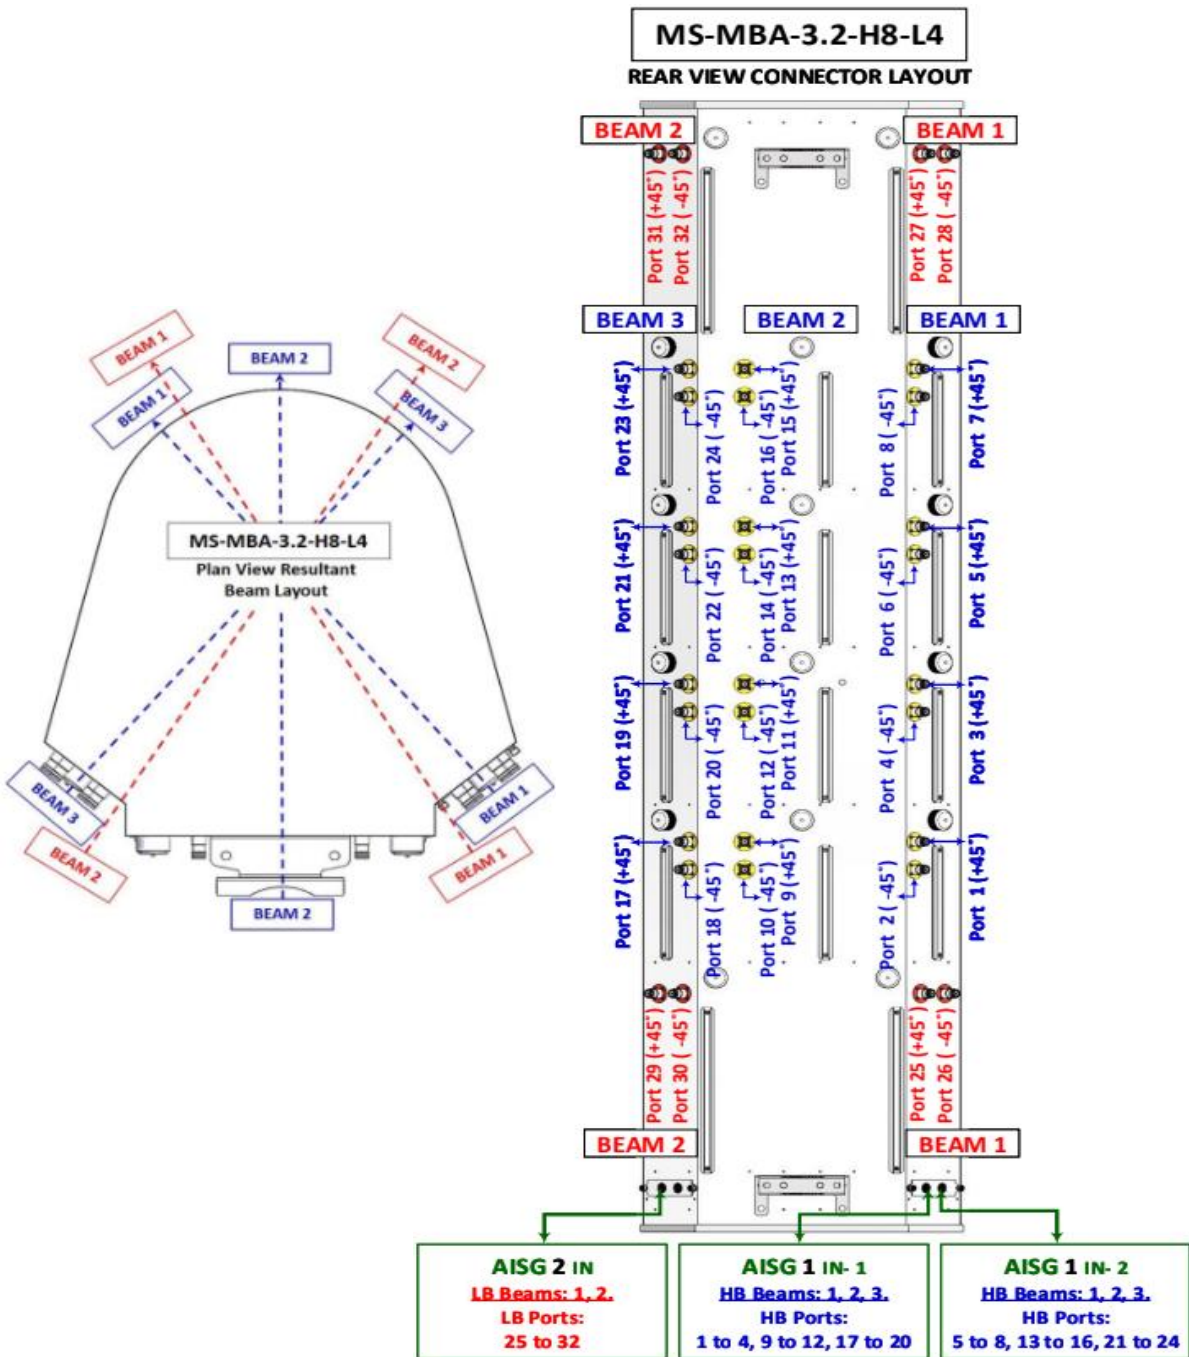 MS-MBA-3.2-H8-L4
REAR VIEW CONNECTOR LAYOUT
BEAM 2
BEAM 1
Port 31 (+45°)
Port 32 ( -45°)
Port 27 (+45°)
Port 28 ( -45°)
BEAM 3
BEAM 2
BEAM 1
Port 23 (+45°)
Port 24 ( -45°)
Port 16 ( -45°)
Port 15 (+45°)
Port 8 ( -45°)
Port 7 (+45°)
Port 21 (+45°)
Port 22 ( -45°)
Port 14 ( -45°)
Port 13 (+45°)
Port 6 ( -45°)
Port 5 (+45°)
Port 19 (+45°)
Port 20 ( -45°)
Port 12 ( -45°)
Port 11 (+45°)
Port 4 ( -45°)
Port 3 (+45°)
Port 17 (+45°)
Port 18 ( -45°)
Port 10 ( -45°)
Port 9 (+45°)
Port 2 ( -45°)
Port 1 (+45°)
Port 29 (+45°)
Port 30 ( -45°)
Port 25 (+45°)
Port 26 ( -45°)
BEAM 2
BEAM 1
BEAM 1
BEAM 2
BEAM 2
BEAM 1
BEAM 3
MS-MBA-3.2-H8-L4
Plan View Resultant
Beam Layout
BEAM 3
BEAM 1
BEAM 2
BEAM 1
BEAM 2
AISG 2 IN
LB Beams: 1, 2.
LB Ports:
25 to 32
AISG 1 IN- 1
HB Beams: 1, 2, 3.
HB Ports:
1 to 4, 9 to 12, 17 to 20
AISG 1 IN- 2
HB Beams: 1, 2, 3.
HB Ports:
5 to 8, 13 to 16, 21 to 24